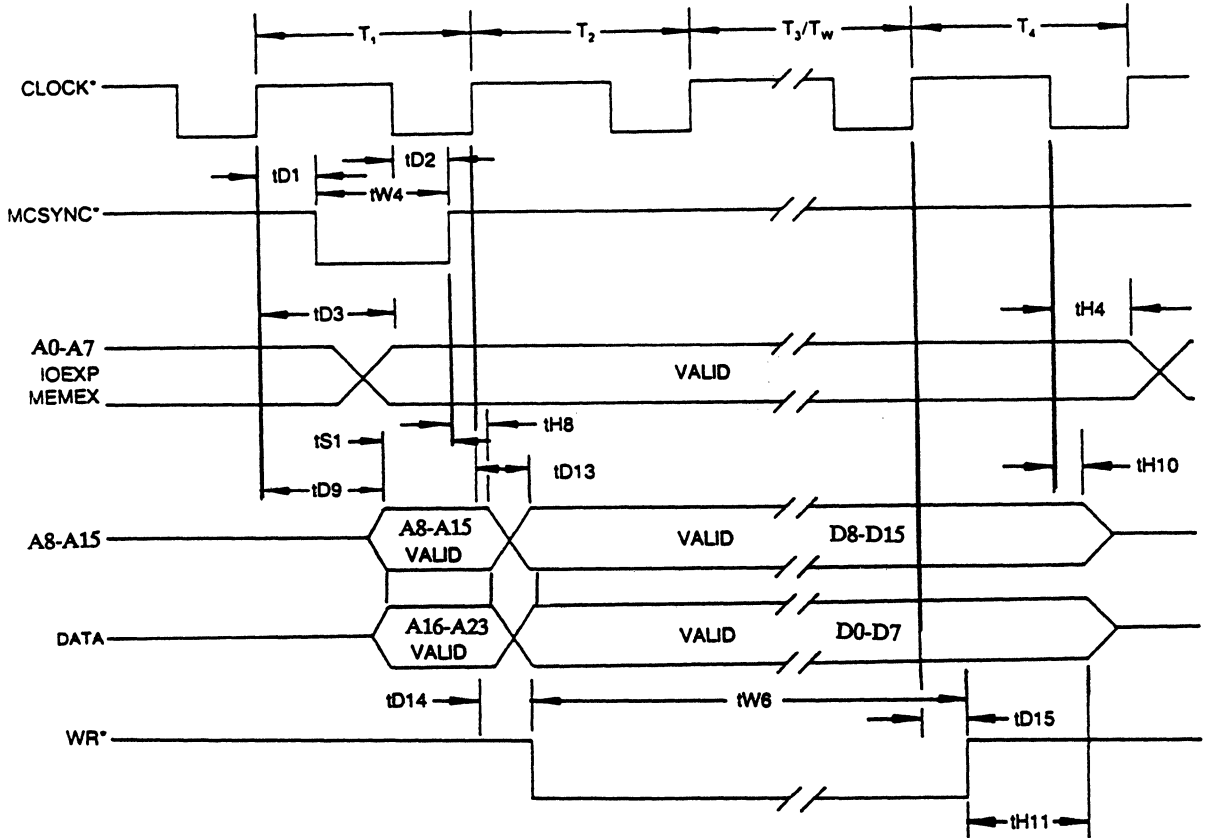 T₁ T₂ T₃/Tw T₄
CLOCK*
tD1 tD2
tW4
MCSYNC*
tD3 tH4
A0-A7
IOEXP
MEMEX
VALID
tS1 tH8
tD13 tH10
tD9
A8-A15
A8-A15
VALID
VALID D8-D15
DATA
A16-A23
VALID
VALID D0-D7
tD14 tW6
tD15
WR*
tH11